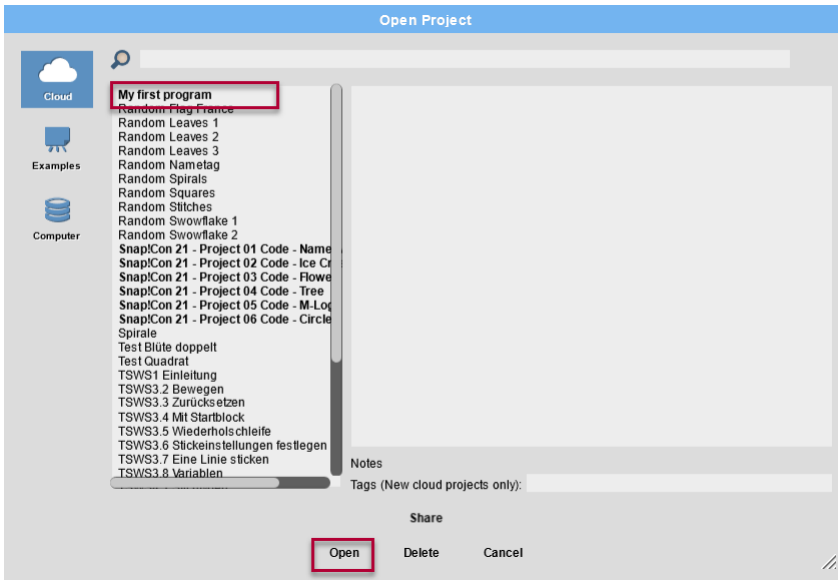 Open Project
Cloud
Examples
Computer
My first program
Random Flag France
Random Leaves 1
Random Leaves 2
Random Leaves 3
Random Nametag
Random Spirals
Random Squares
Random Stitches
Random Swowflake 1
Random Swowflake 2
Snap!Con 21 - Project 01 Code - Name
Snap!Con 21 - Project 02 Code - Ice Cr
Snap!Con 21 - Project 03 Code - Flowe
Snap!Con 21 - Project 04 Code - Tree
Snap!Con 21 - Project 05 Code - M-Log
Snap!Con 21 - Project 06 Code - Circle
Spirale
Test Blüte doppelt
Test Quadrat
TSWS1 Einleitung
TSWS3.2 Bewegen
TSWS3.3 Zurücksetzen
TSWS3.4 Mit Startblock
TSWS3.5 Wiederholschleife
TSWS3.6 Stickeinstellungen festlegen
TSWS3.7 Eine Linie sticken
TSWS3.8 Variablen
Notes
Tags (New cloud projects only):
Share
Open Delete Cancel